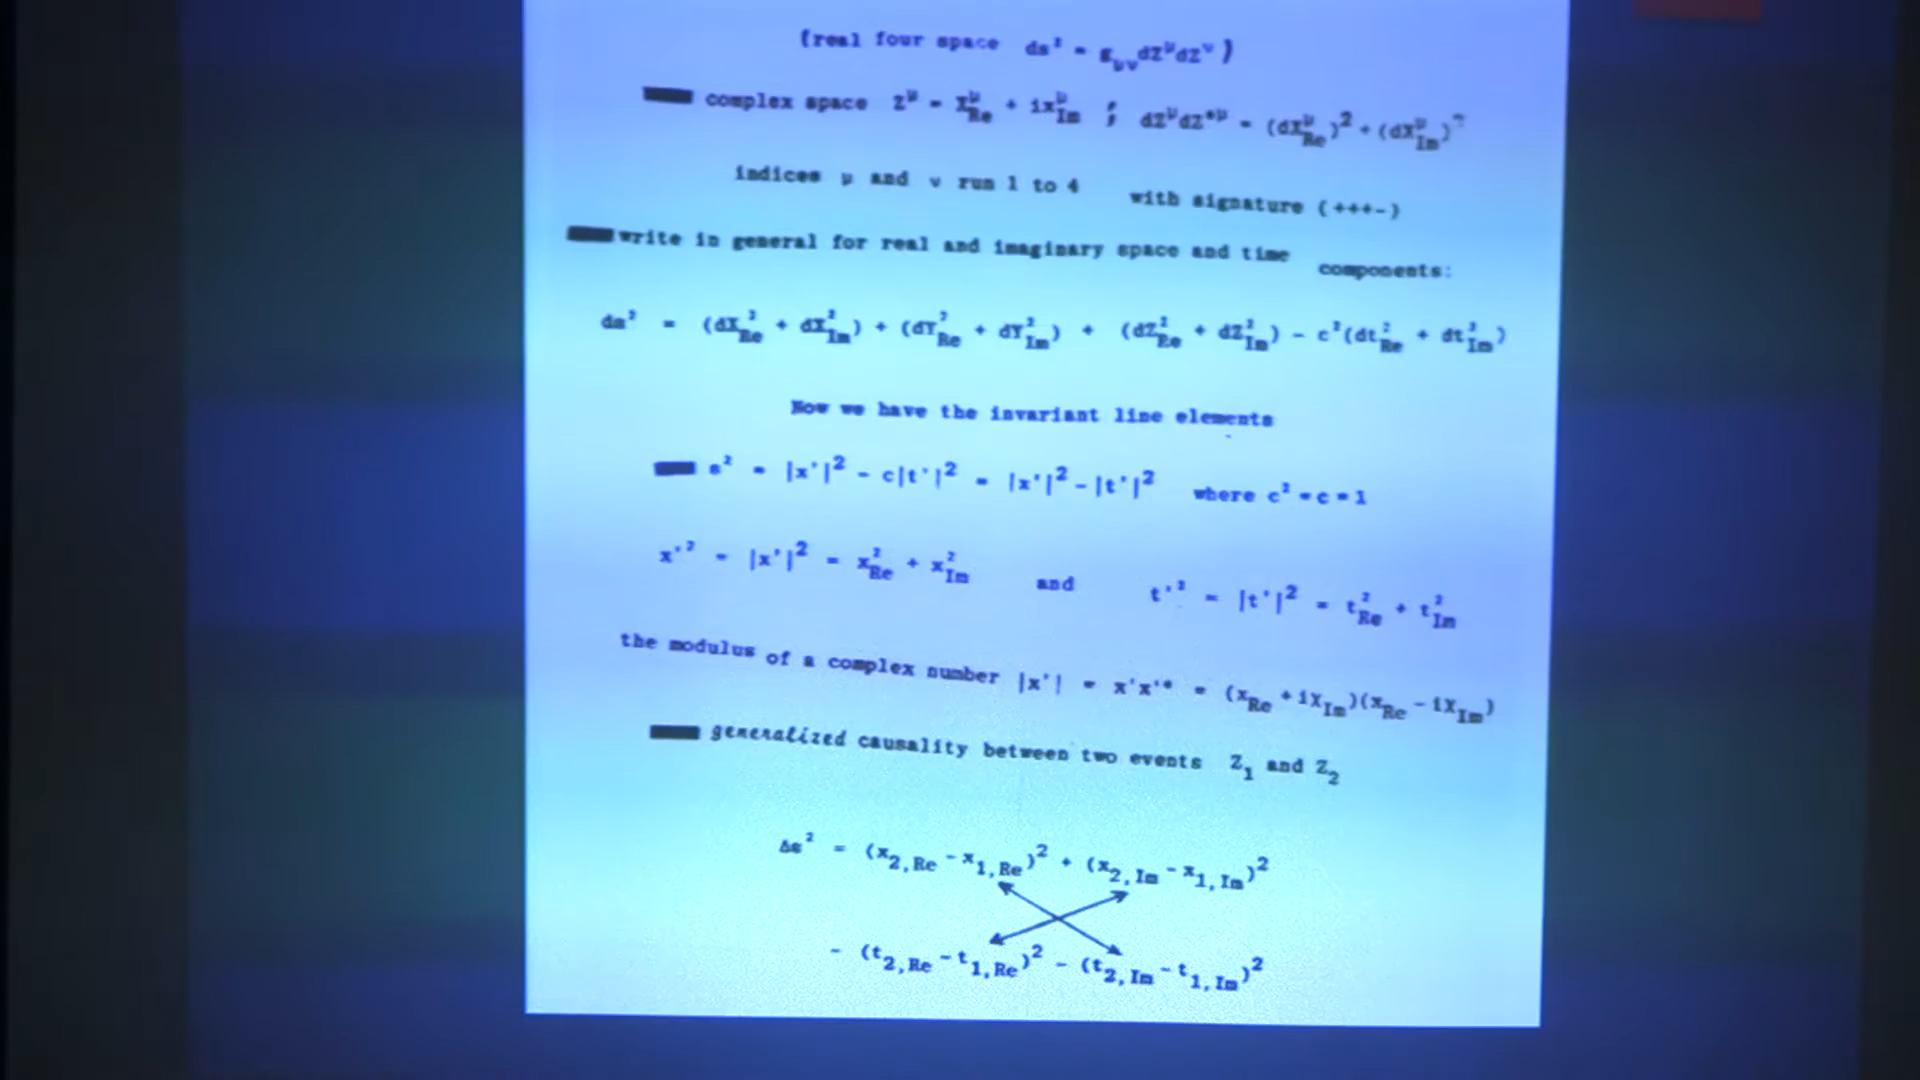 (real four space ds² = g_μν dZ^μ dZ^ν)
complex space Z^μ = X^μ_Re + ix^μ_Im ; dZ^μ dZ*^μ = (dX^μ_Re)² + (dX^μ_Im)²
indices μ and ν run 1 to 4 with signature (+++-)
write in general for real and imaginary space and time components:
ds² = (dX²_Re + dX²_Im) + (dY²_Re + dY²_Im) + (dZ²_Re + dZ²_Im) - c²(dt²_Re + dt²_Im)
Now we have the invariant line elements
s² = |x'|² - c|t'|² = |x'|² - |t'|² where c² = c = 1
x'² = |x'|² = x²_Re + x²_Im and t'² = |t'|² = t²_Re + t²_Im
the modulus of a complex number |x'| = x'x'* = (x_Re + iX_Im)(x_Re - iX_Im)
generalized causality between two events Z₁ and Z₂
Δs² = (x_2,Re - x_1,Re)² + (x_2,Im - x_1,Im)²
- (t_2,Re - t_1,Re)² - (t_2,Im - t_1,Im)²